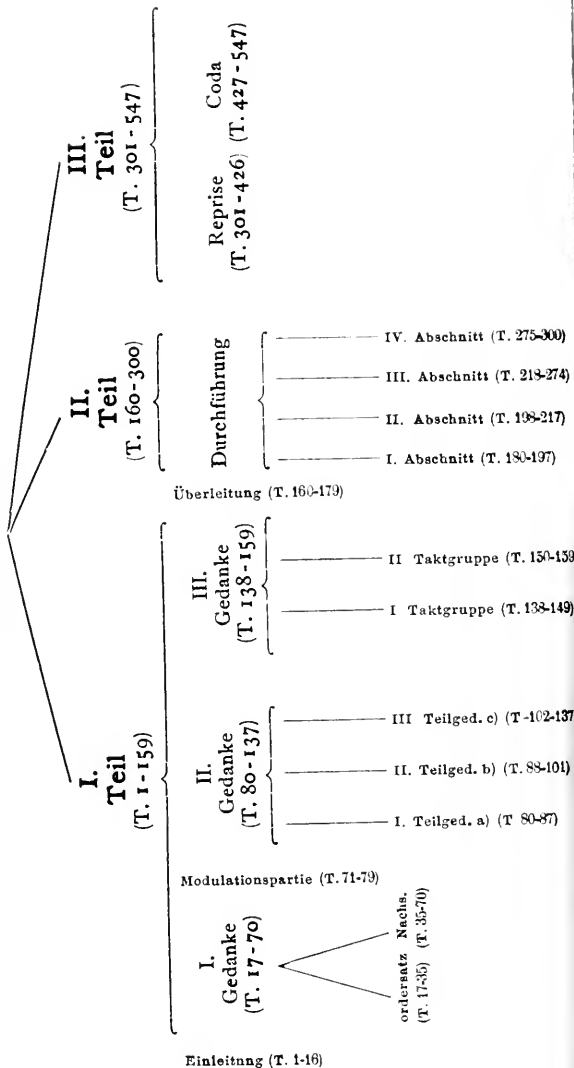 I.
Teil
(T. 1-159)
II.
Teil
(T. 160-300)
III.
Teil
(T. 301-547)
Einleitung (T. 1-16)
I.
Gedanke
(T. 17-70)
ordersatz
(T. 17-35)
Nachs.
(T. 35-70)
Modulationspartie (T. 71-79)
II.
Gedanke
(T. 80-137)
I. Teilged. a) (T 80-87)
II. Teilged. b) (T. 88-101)
III Teilged. c) (T -102-137
III.
Gedanke
(T. 138-159)
I Taktgruppe (T. 138-149)
II Taktgruppe (T. 150-159
Überleitung (T. 160-179)
Durchführung
I. Abschnitt (T. 180-197)
II. Abschnitt (T. 198-217)
III. Abschnitt (T. 218-274)
IV. Abschnitt (T. 275-300)
Reprise
(T. 301-426)
Coda
(T. 427-547)